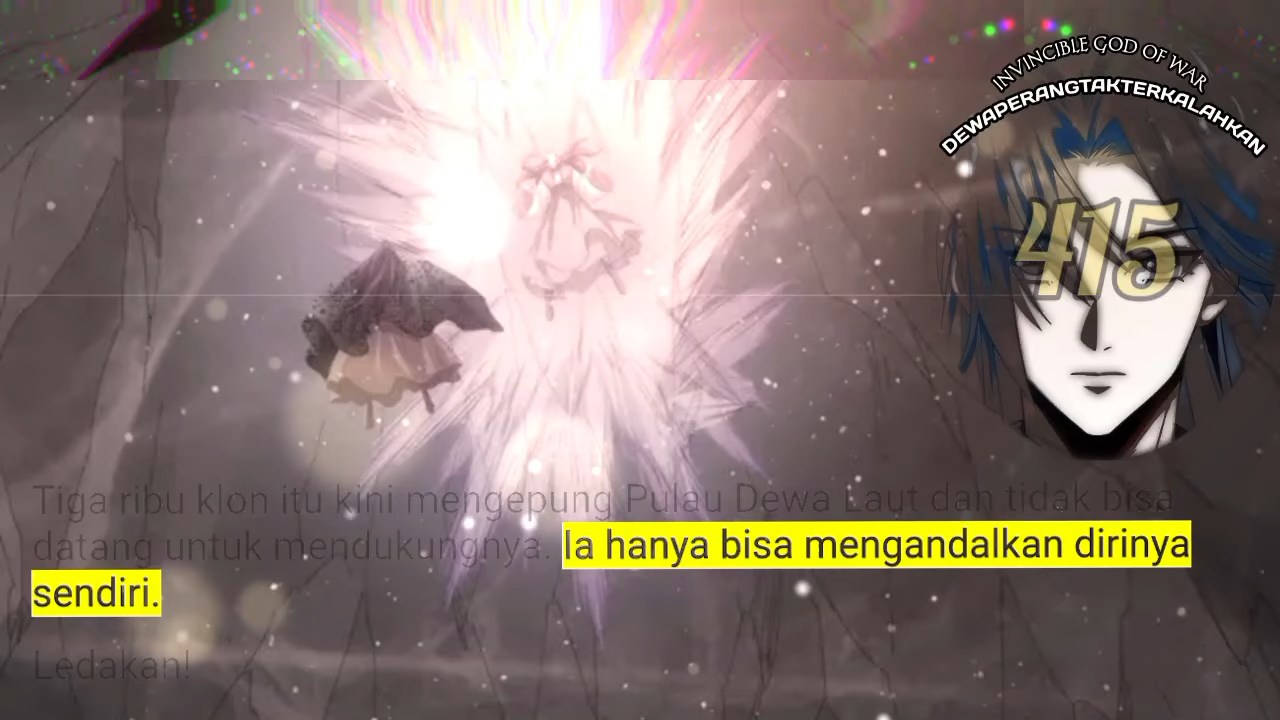 INVINCIBLE GOD OF WAR
DEWAPERANGTAKTERKALAHKAN
415
Tiga ribu klon itu kini mengepung Pulau Dewa Laut dan tidak bisa
datang untuk mendukungnya. Ia hanya bisa mengandalkan dirinya
sendiri.
Ledakan!